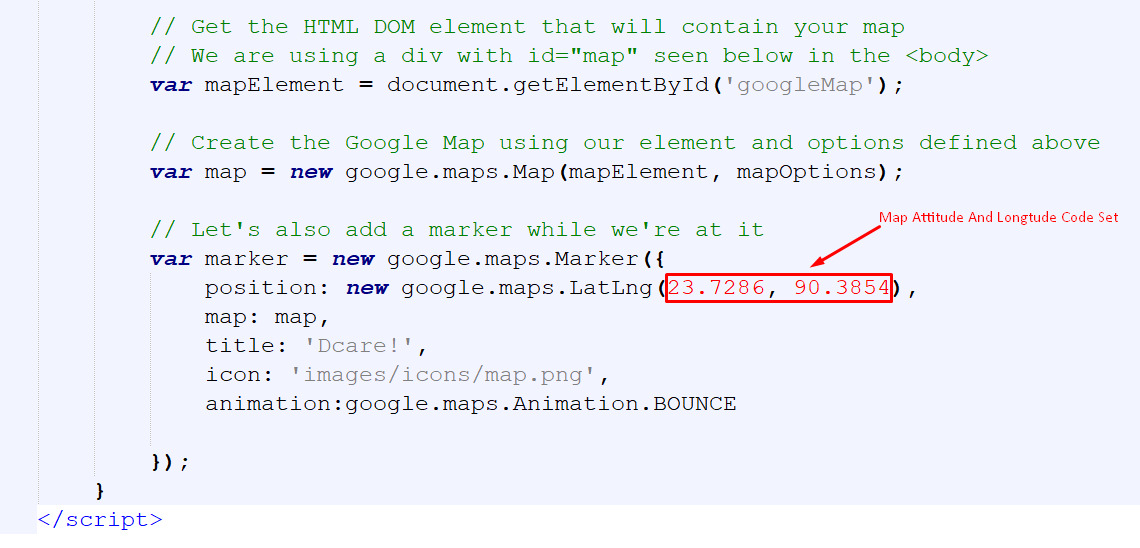 // Get the HTML DOM element that will contain your map
// We are using a div with id="map" seen below in the <body>
var mapElement = document.getElementById('googleMap');
// Create the Google Map using our element and options defined above
var map = new google.maps.Map(mapElement, mapOptions);
Map Attitude And Longtude Code Set
// Let's also add a marker while we're at it
var marker = new google.maps.Marker({
position: new google.maps.LatLng(23.7286, 90.3854),
map: map,
title: 'Dcare!',
icon: 'images/icons/map.png',
animation:google.maps.Animation.BOUNCE
});
}
</script>